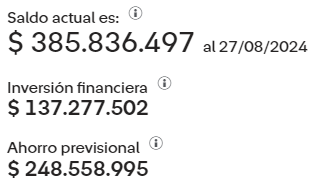 Saldo actual es:
$ 385.836.497 al 27/08/2024
Inversión financiera
$ 137.277.502
Ahorro previsional
$ 248.558.995